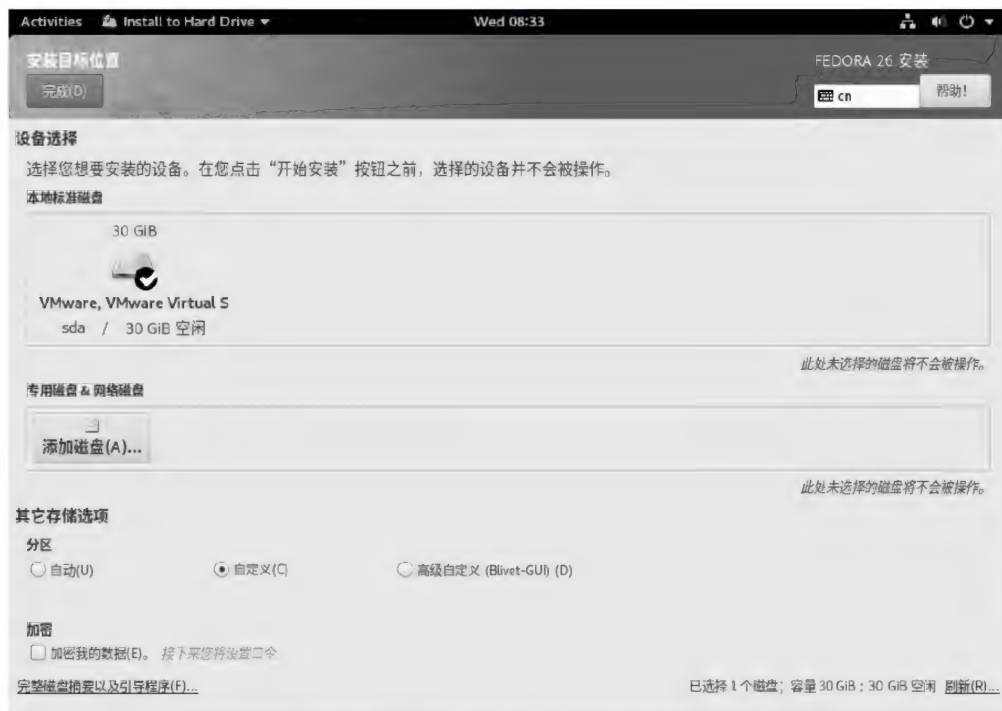 Activities Install to Hard Drive Wed 08:33
安装目标位置 FEDORA 26 安装
完成(D) cn 帮助!
设备选择
选择您想要安装的设备。在您点击“开始安装”按钮之前，选择的设备并不会被操作。
本地标准磁盘
30 GiB
VMware, VMware Virtual S
sda / 30 GiB 空闲
此处未选择的磁盘将不会被操作。
专用磁盘 & 网络磁盘
添加磁盘(A)...
此处未选择的磁盘将不会被操作。
其它存储选项
分区
自动(U) 自定义(C) 高级自定义 (Blivet-GUI) (D)
加密
加密我的数据(E)。 接下来您将设置口令
完整磁盘摘要以及引导程序(F)... 已选择 1 个磁盘；容量 30 GiB；30 GiB 空闲 刷新(R)...